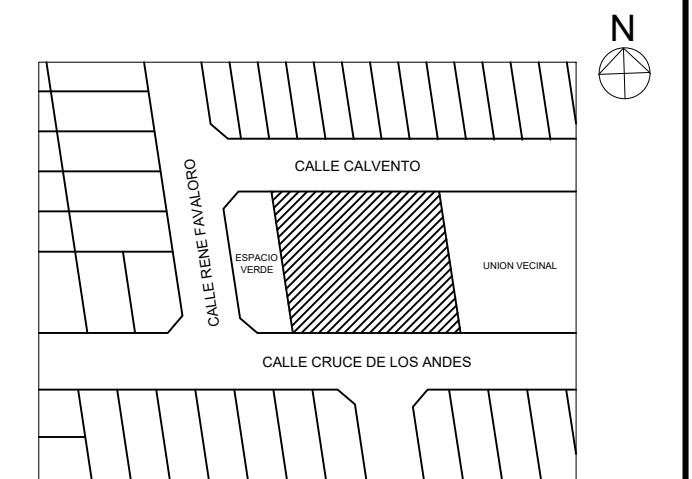 N
CALLE CALVENTO
CALLE RENE FAVALORO
ESPACIO
VERDE
UNION VECINAL
CALLE CRUCE DE LOS ANDES